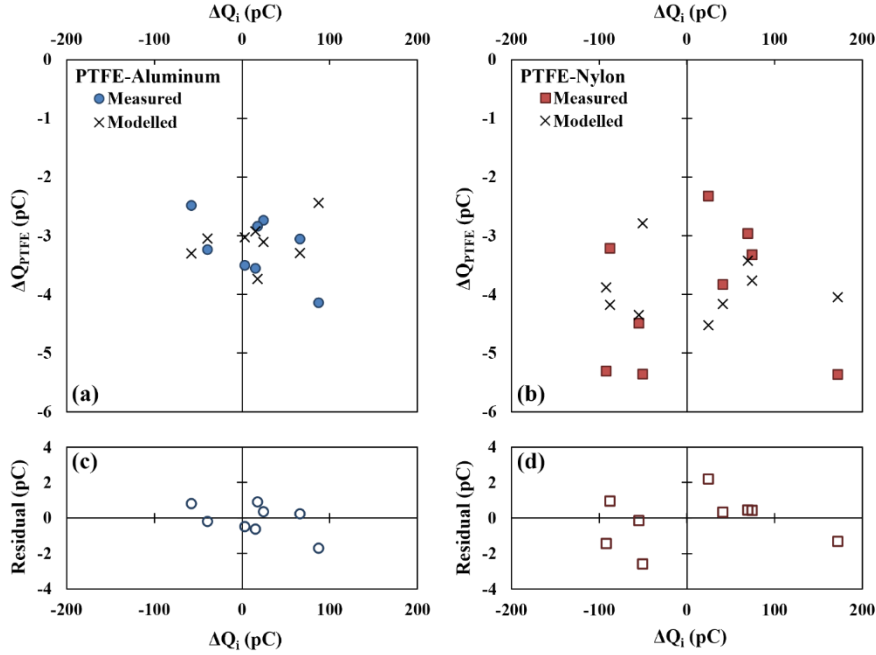 ΔQi (pC)
-200 -100 0 100 200
0
-1
-2
-3
-4
-5
-6
ΔQPTFE (pC)
PTFE-Aluminum
Measured
Modelled
(a)
ΔQi (pC)
-200 -100 0 100 200
0
-1
-2
-3
-4
-5
-6
ΔQPTFE (pC)
PTFE-Nylon
Measured
Modelled
(b)
4
2
0
-2
-4
Residual (pC)
(c)
-200 -100 0 100 200
ΔQi (pC)
4
2
0
-2
-4
Residual (pC)
(d)
-200 -100 0 100 200
ΔQi (pC)